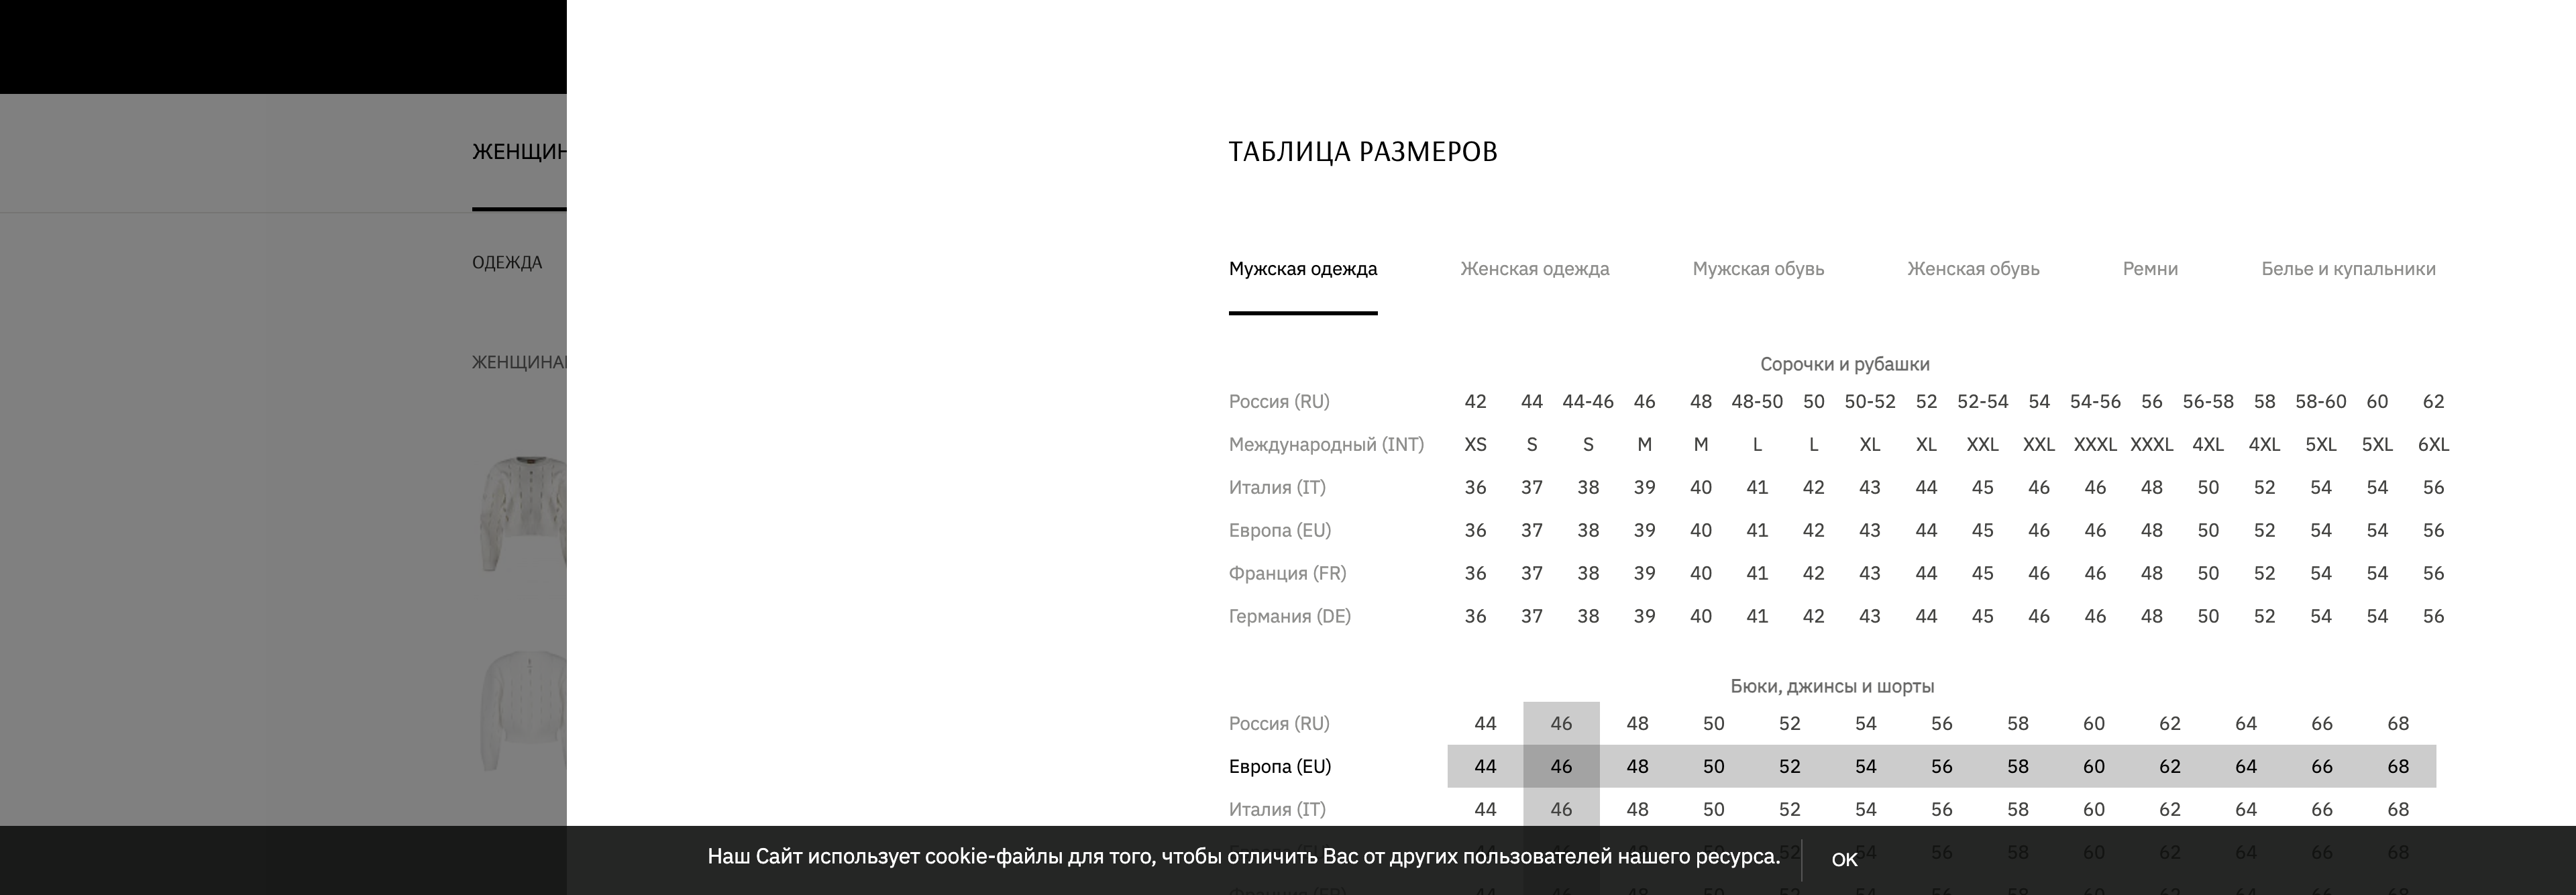 ЖЕНЩИН
ОДЕЖДА
ЖЕНЩИНА
ТАБЛИЦА РАЗМЕРОВ
Мужская одежда Женская одежда Мужская обувь Женская обувь Ремни Белье и купальники
Сорочки и рубашки
Россия (RU) 42 44 44-46 46 48 48-50 50 50-52 52 52-54 54 54-56 56 56-58 58 58-60 60 62
Международный (INT) XS S S M M L L XL XL XXL XXL XXXL XXXL 4XL 4XL 5XL 5XL 6XL
Италия (IT) 36 37 38 39 40 41 42 43 44 45 46 46 48 50 52 54 54 56
Европа (EU) 36 37 38 39 40 41 42 43 44 45 46 46 48 50 52 54 54 56
Франция (FR) 36 37 38 39 40 41 42 43 44 45 46 46 48 50 52 54 54 56
Германия (DE) 36 37 38 39 40 41 42 43 44 45 46 46 48 50 52 54 54 56
Бюки, джинсы и шорты
Россия (RU) 44 46 48 50 52 54 56 58 60 62 64 66 68
Европа (EU) 44 46 48 50 52 54 56 58 60 62 64 66 68
Италия (IT) 44 46 48 50 52 54 56 58 60 62 64 66 68
52 54 56 58 60 62 64 66 68
Наш Сайт использует cookie-файлы для того, чтобы отличить Вас от других пользователей нашего ресурса. OK